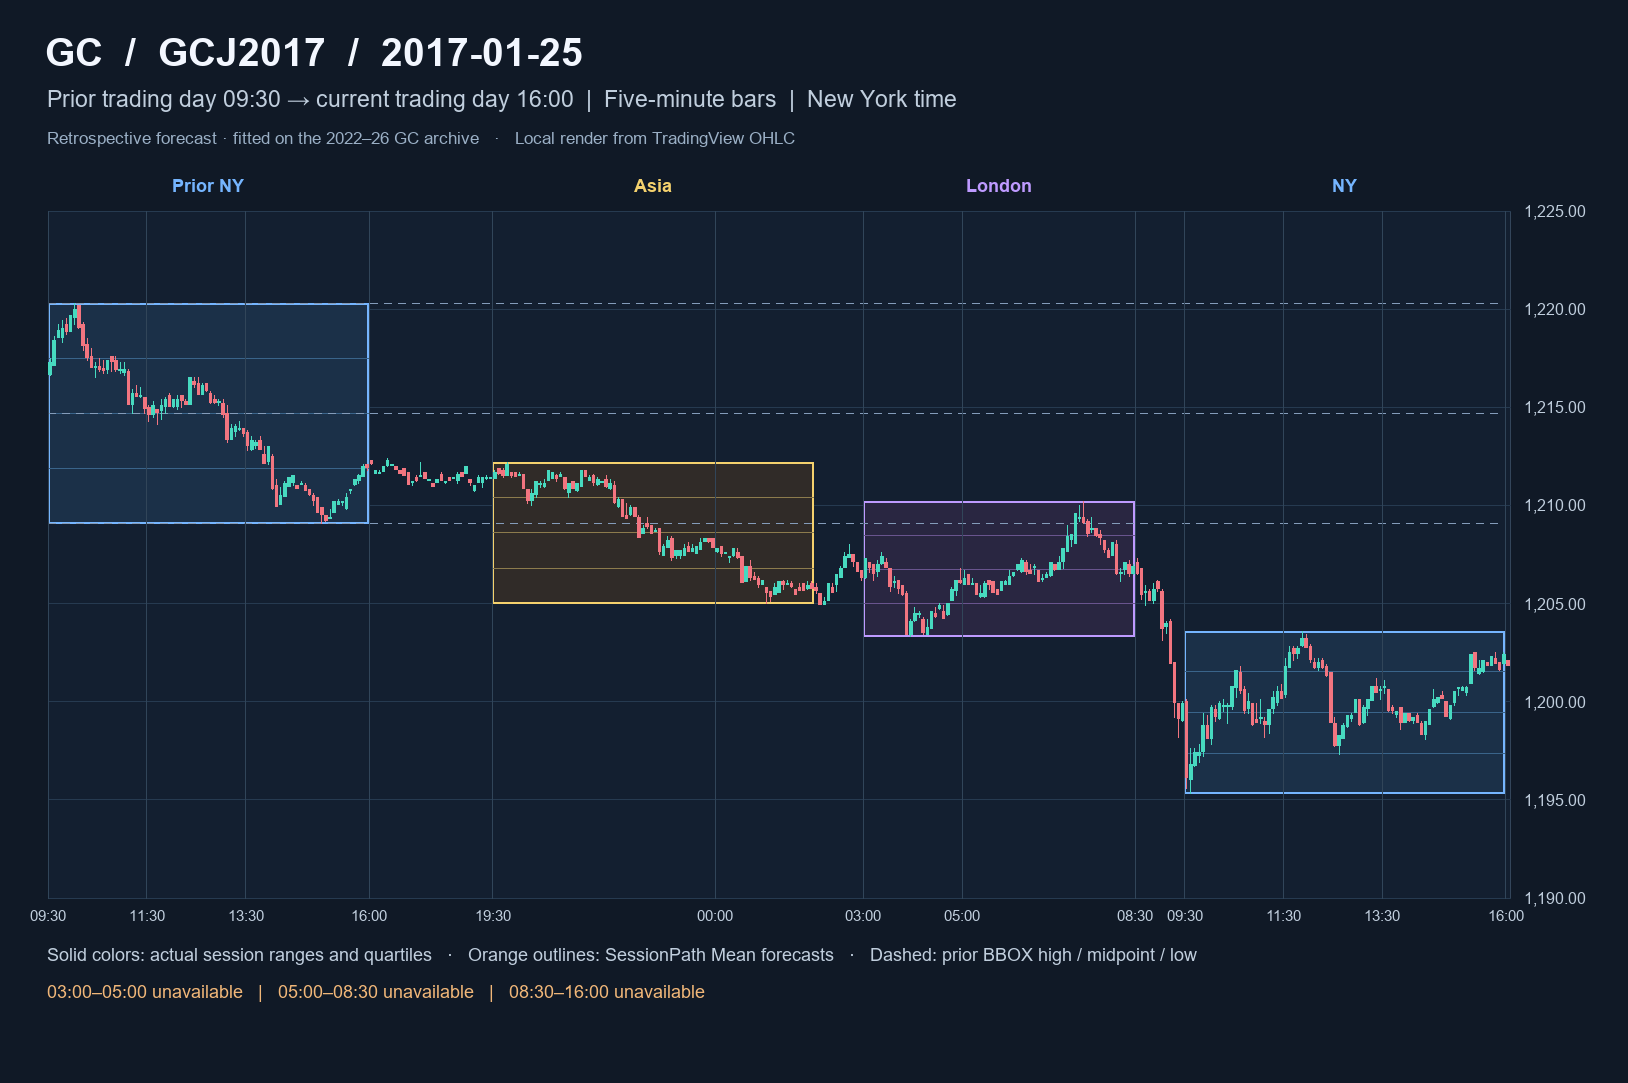 GC / GCJ2017 / 2017-01-25
Prior trading day 09:30 → current trading day 16:00 | Five-minute bars | New York time
Retrospective forecast · fitted on the 2022–26 GC archive · Local render from TradingView OHLC
Prior NY Asia London NY
1,225.00
1,220.00
1,215.00
1,210.00
1,205.00
1,200.00
1,195.00
1,190.00
09:30 11:30 13:30 16:00 19:30 00:00 03:00 05:00 08:30 09:30 11:30 13:30 16:00
Solid colors: actual session ranges and quartiles · Orange outlines: SessionPath Mean forecasts · Dashed: prior BBOX high / midpoint / low
03:00–05:00 unavailable | 05:00–08:30 unavailable | 08:30–16:00 unavailable